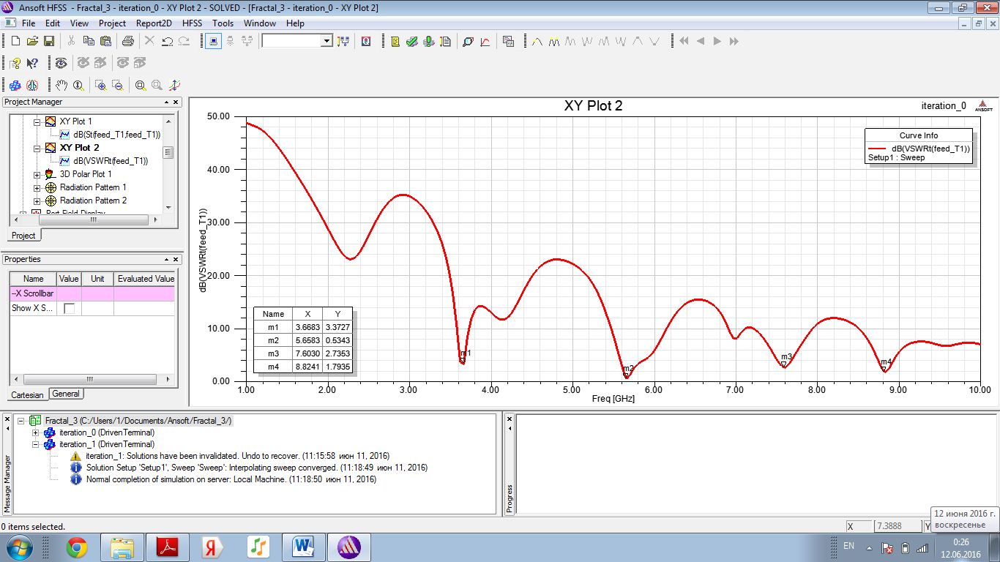 Ansoft HFSS - Fractal_3 - iteration_0 - XY Plot 2 - SOLVED - [Fractal_3 - iteration_0 - XY Plot 2]
File Edit View Project Report2D HFSS Tools Window Help
Project Manager
XY Plot 1
dB(St(feed_T1,feed_T1))
XY Plot 2
dB(VSWRt(feed_T1))
3D Polar Plot 1
Radiation Pattern 1
Radiation Pattern 2
Port Field Display
Project
Properties
Name Value Unit Evaluated Value
--X Scrollbar
Show X S...
Cartesian General
XY Plot 2
iteration_0
ANSOFT
Curve Info
dB(VSWRt(feed_T1))
Setup1 : Sweep
dB(VSWRt(feed_T1))
50.00
40.00
30.00
20.00
10.00
0.00
Name X Y
m1 3.6683 3.3727
m2 5.6583 0.5343
m3 7.6030 2.7353
m4 8.8241 1.7935
m1
m2
m3
m4
1.00 2.00 3.00 4.00 5.00 6.00 7.00 8.00 9.00 10.00
Freq [GHz]
Message Manager
Fractal_3 (C:/Users/1/Documents/Ansoft/Fractal_3/)
iteration_0 (DrivenTerminal)
iteration_1 (DrivenTerminal)
iteration_1: Solutions have been invalidated. Undo to recover. (11:15:58 июн 11, 2016)
Solution Setup 'Setup1', Sweep 'Sweep': Interpolating sweep converged. (11:18:49 июн 11, 2016)
Normal completion of simulation on server: Local Machine. (11:18:50 июн 11, 2016)
Progress
0 items selected.
X 7.3888 Y
12 июня 2016 г.
воскресенье
EN
0:26
12.06.2016